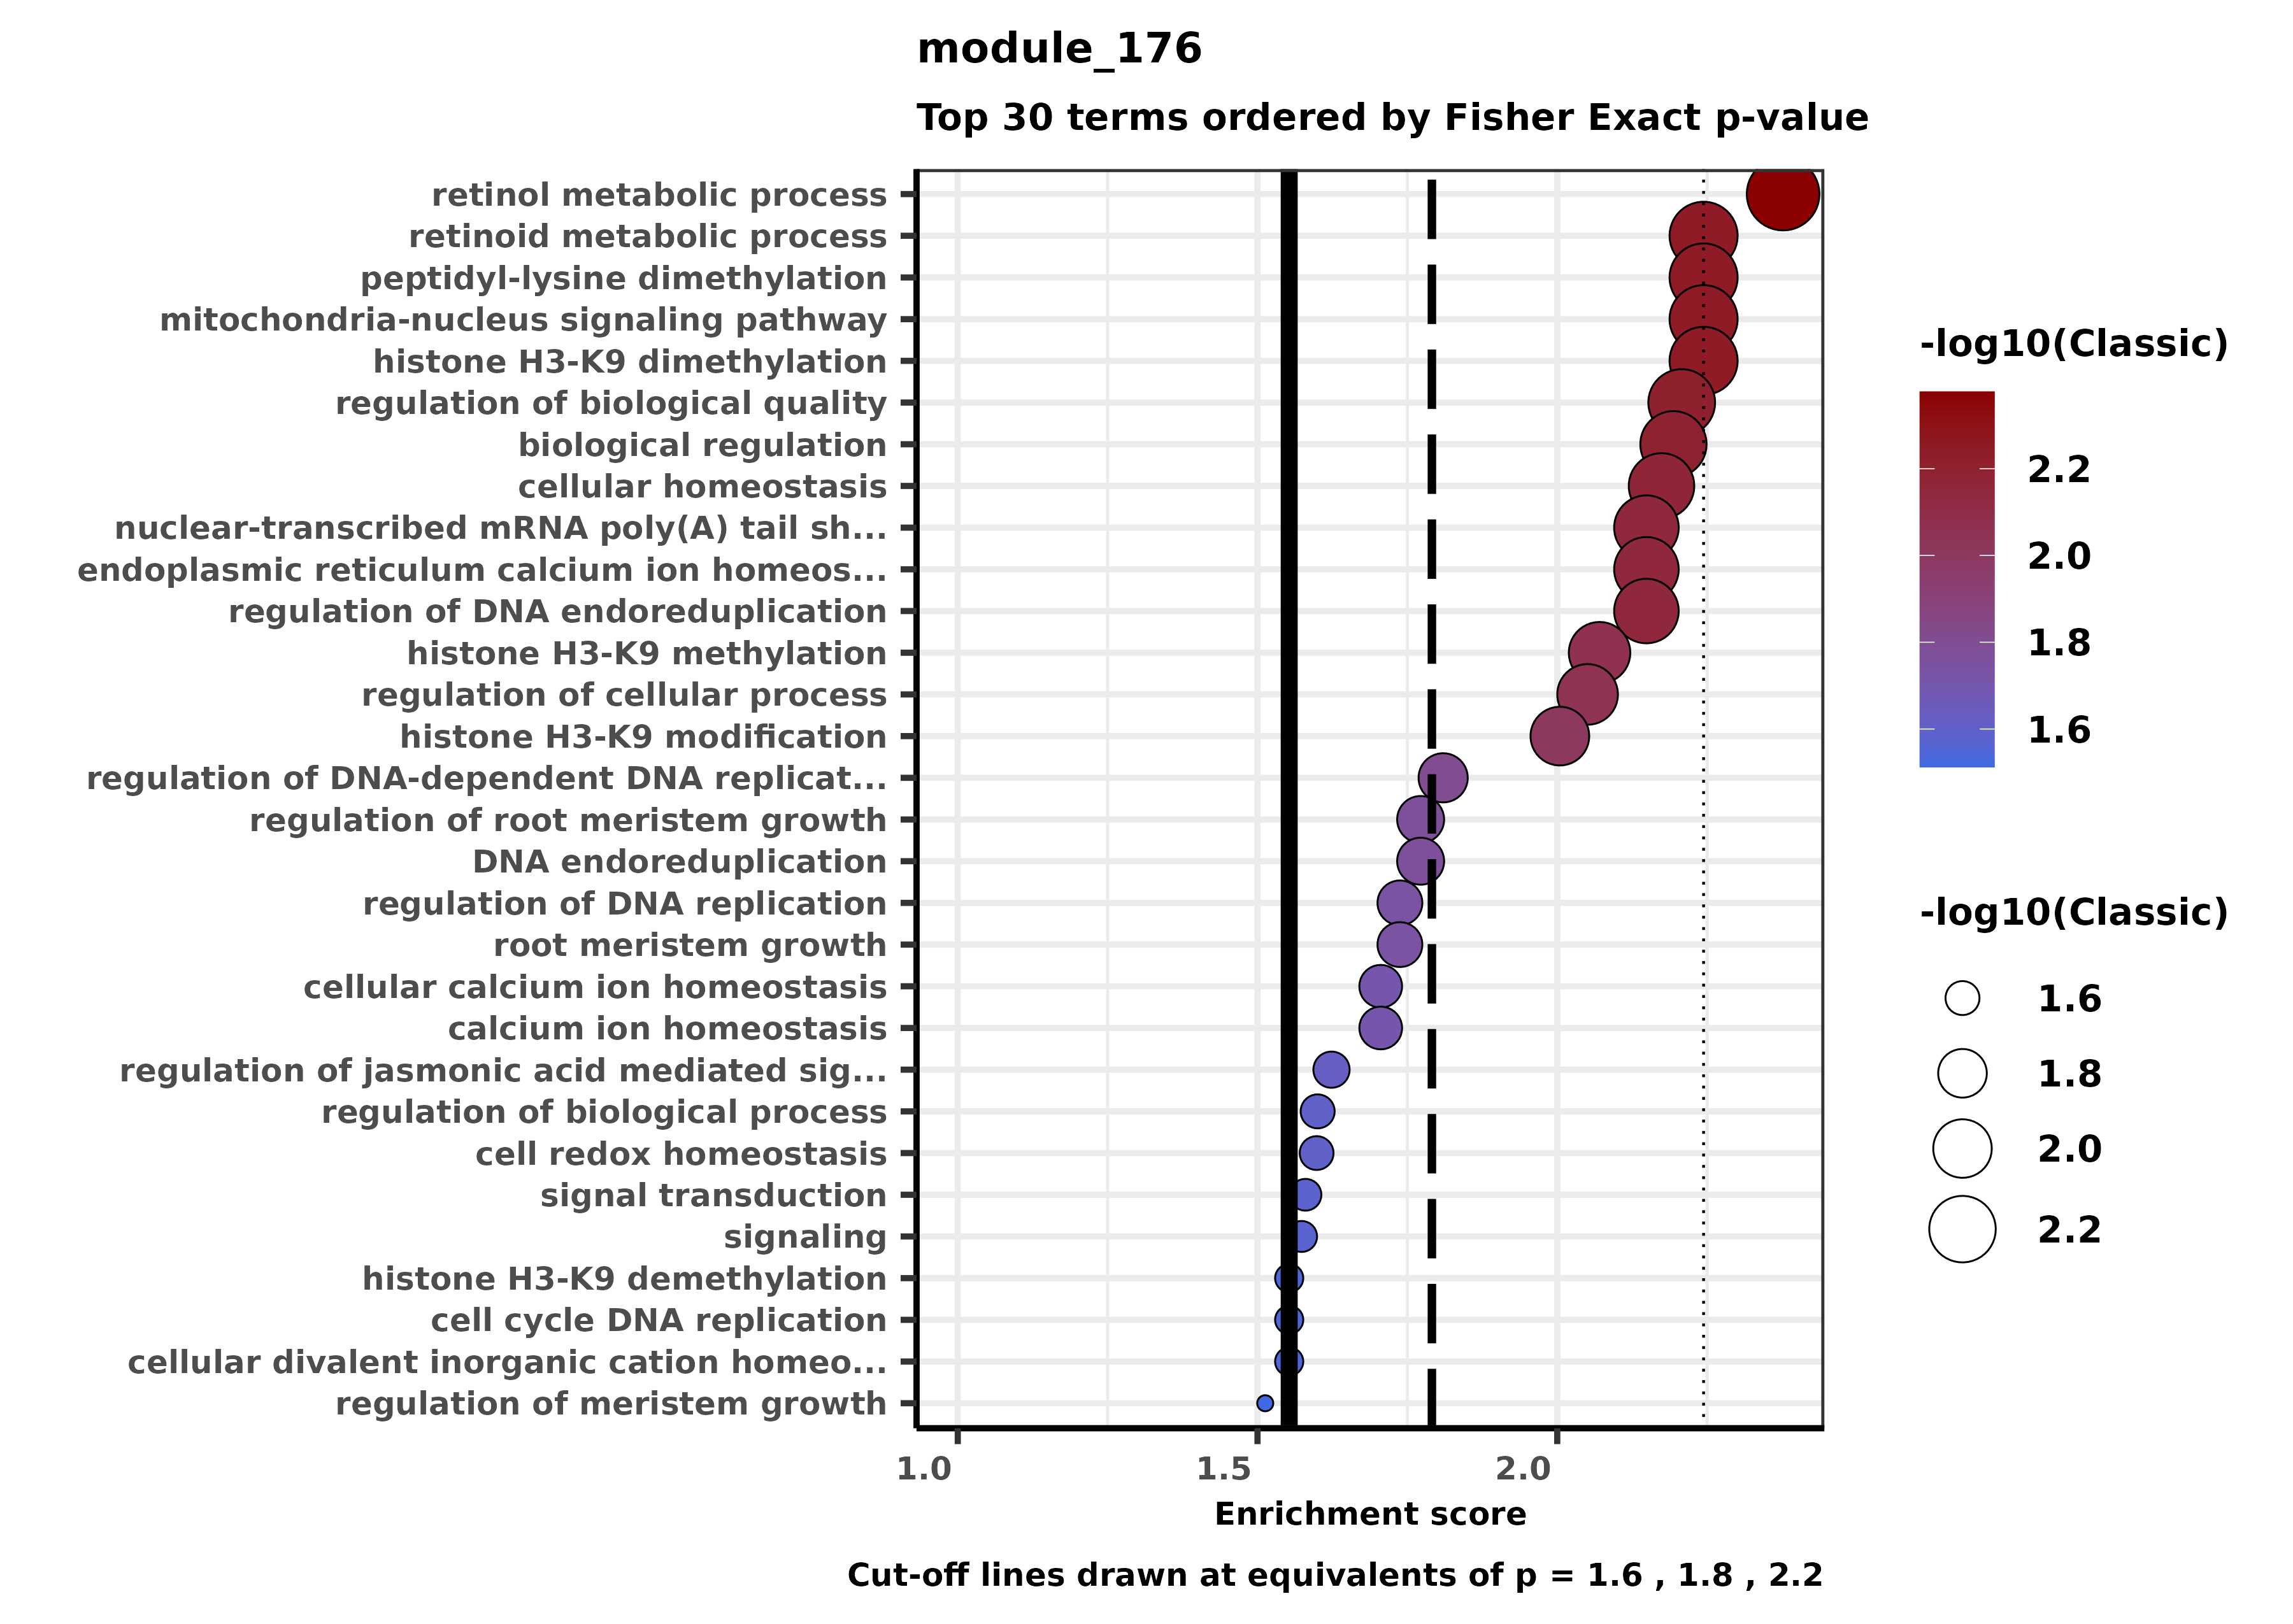 module_176
Top 30 terms ordered by Fisher Exact p-value
retinol metabolic process
retinoid metabolic process
peptidyl-lysine dimethylation
mitochondria-nucleus signaling pathway
histone H3-K9 dimethylation
regulation of biological quality
biological regulation
cellular homeostasis
nuclear-transcribed mRNA poly(A) tail sh...
endoplasmic reticulum calcium ion homeos...
regulation of DNA endoreduplication
histone H3-K9 methylation
regulation of cellular process
histone H3-K9 modification
regulation of DNA-dependent DNA replicat...
regulation of root meristem growth
DNA endoreduplication
regulation of DNA replication
root meristem growth
cellular calcium ion homeostasis
calcium ion homeostasis
regulation of jasmonic acid mediated sig...
regulation of biological process
cell redox homeostasis
signal transduction
signaling
histone H3-K9 demethylation
cell cycle DNA replication
cellular divalent inorganic cation homeo...
regulation of meristem growth
1.0 1.5 2.0
Enrichment score
Cut-off lines drawn at equivalents of p = 1.6 , 1.8 , 2.2
-log10(Classic)
2.2
2.0
1.8
1.6
-log10(Classic)
1.6
1.8
2.0
2.2